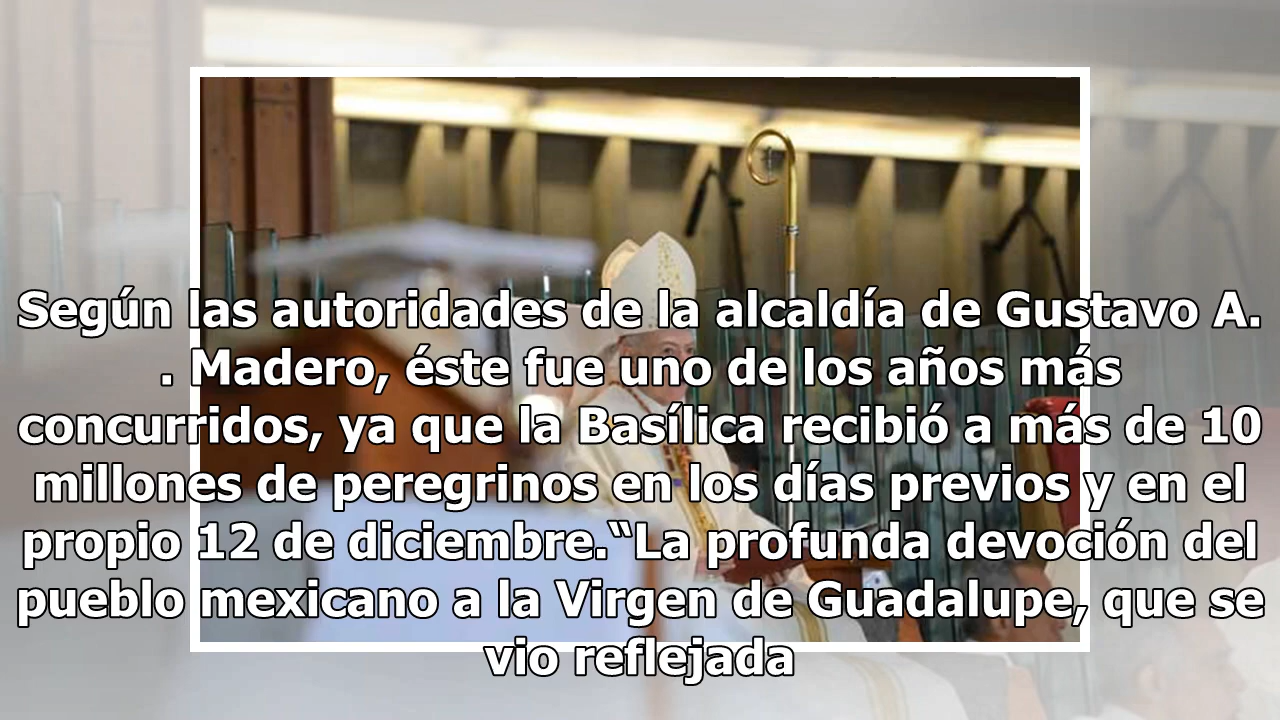 Según las autoridades de la alcaldía de Gustavo A.
. Madero, éste fue uno de los años más
concurridos, ya que la Basílica recibió a más de 10
millones de peregrinos en los días previos y en el
propio 12 de diciembre.“La profunda devoción del
pueblo mexicano a la Virgen de Guadalupe, que se
vio reflejada